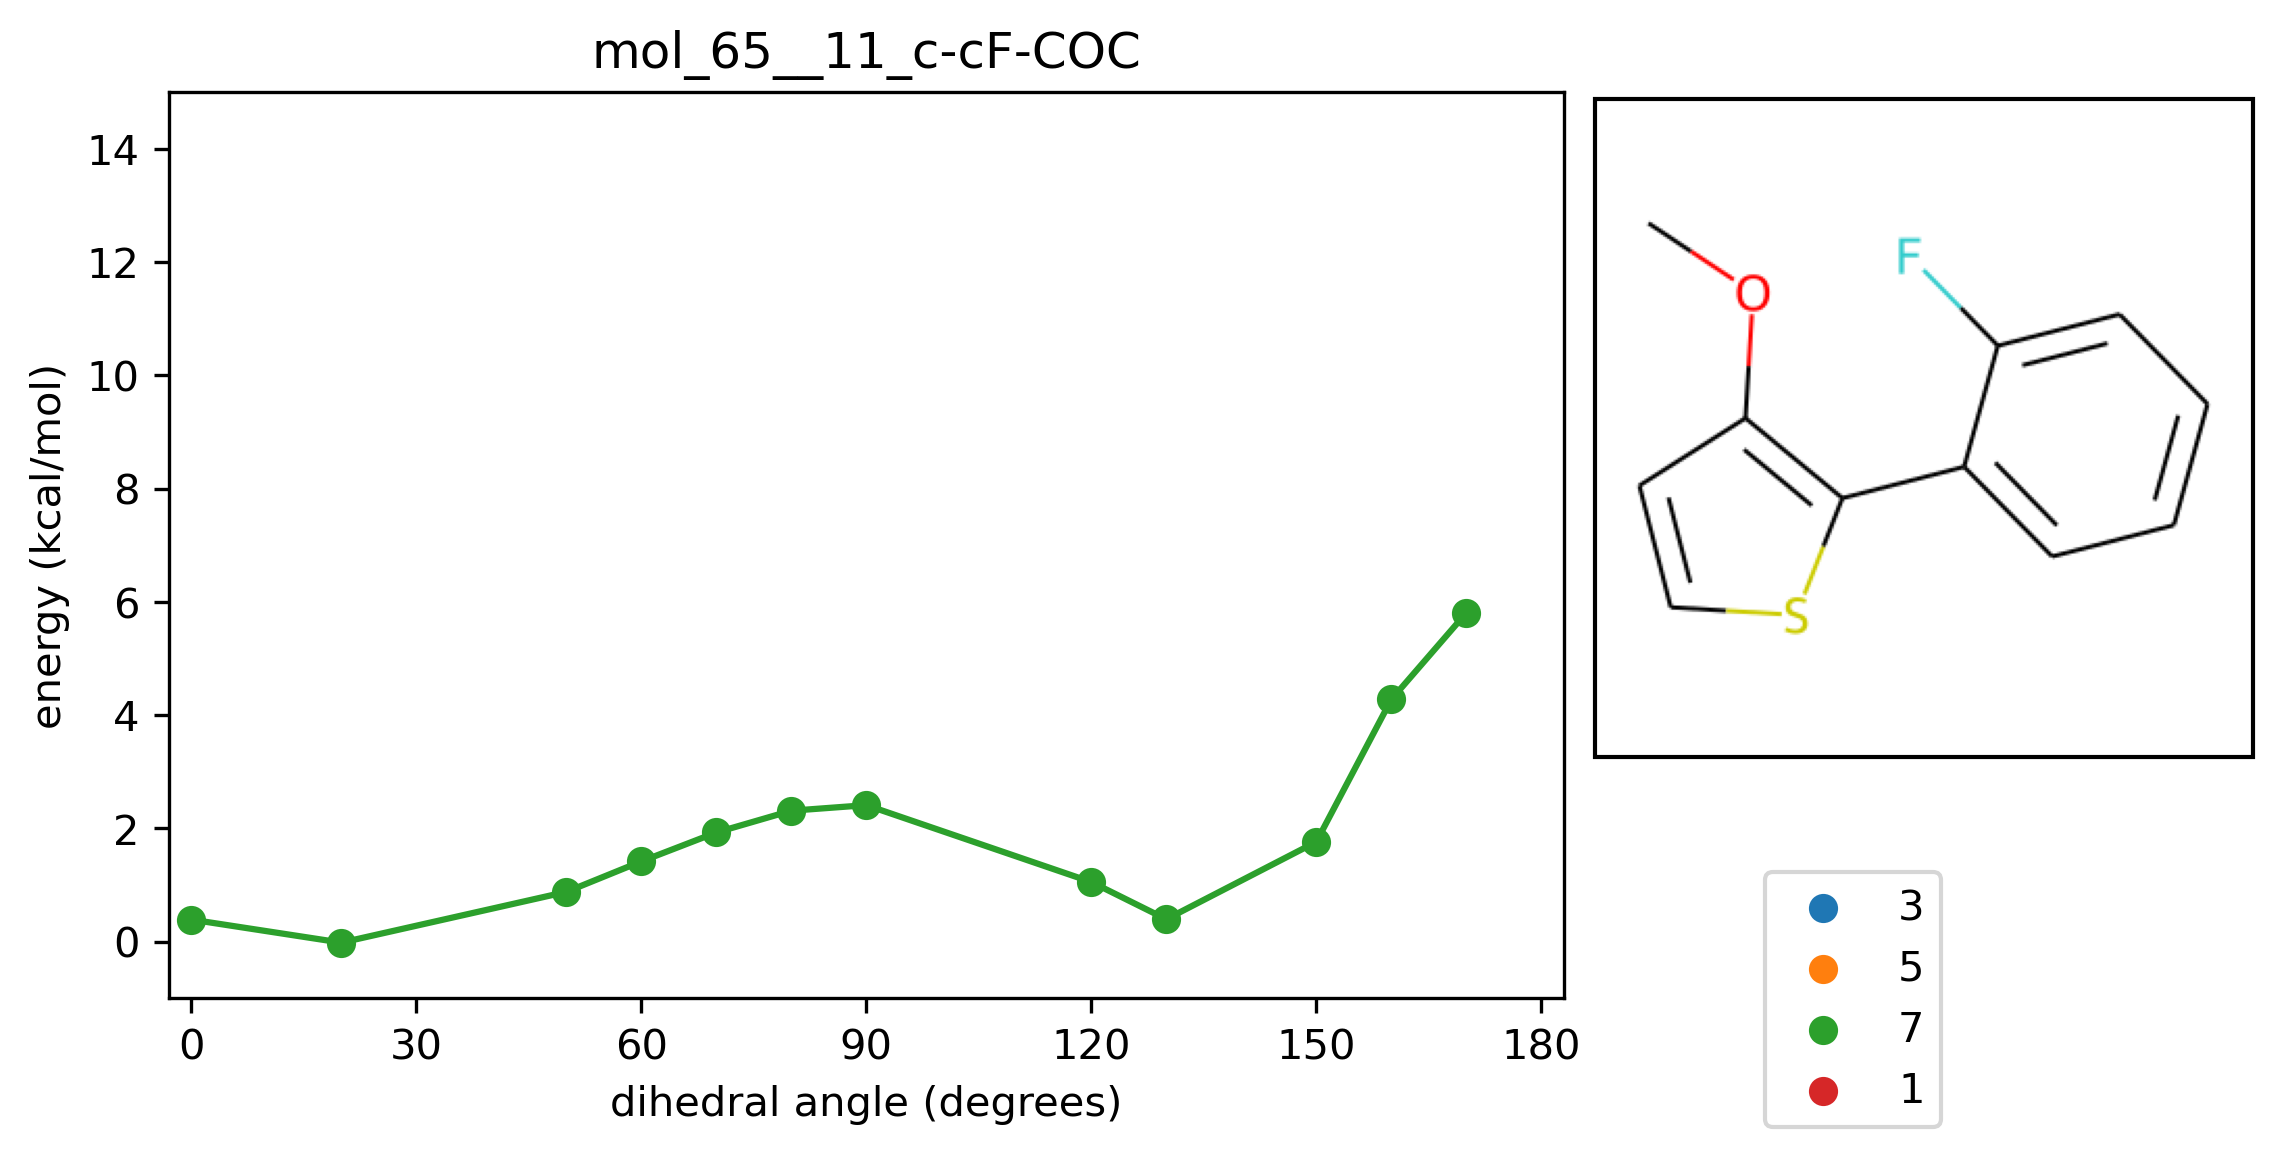 mol_65__11_c-cF-COC
14
12
10
8
6
4
2
0
energy (kcal/mol)
0 30 60 90 120 150 180
dihedral angle (degrees)
F
O
S
3
5
7
1